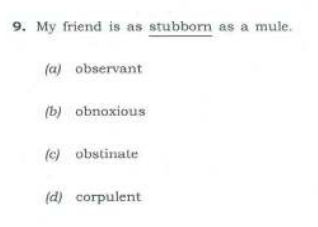 9. My friend is as stubborn as a mule.
(a) observant
(b) obnoxious
(c) obstinate
(d) corpulent